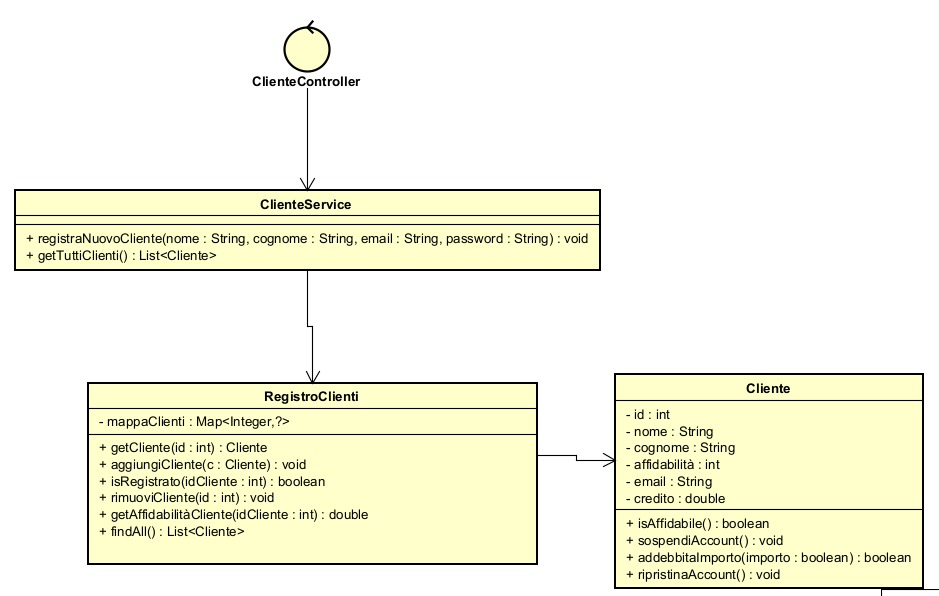 ClienteController
ClienteService
+ registraNuovoCliente(nome : String, cognome : String, email : String, password : String) : void
+ getTuttiClienti() : List<Cliente>
RegistroClienti
- mappaClienti : Map<Integer,?>
+ getCliente(id : int) : Cliente
+ aggiungiCliente(c : Cliente) : void
+ isRegistrato(idCliente : int) : boolean
+ rimuoviCliente(id : int) : void
+ getAffidabilitàCliente(idCliente : int) : double
+ findAll() : List<Cliente>
Cliente
- id : int
- nome : String
- cognome : String
- affidabilità : int
- email : String
- credito : double
+ isAffidabile() : boolean
+ sospendiAccount() : void
+ addebbitaImporto(importo : boolean) : boolean
+ ripristinaAccount() : void